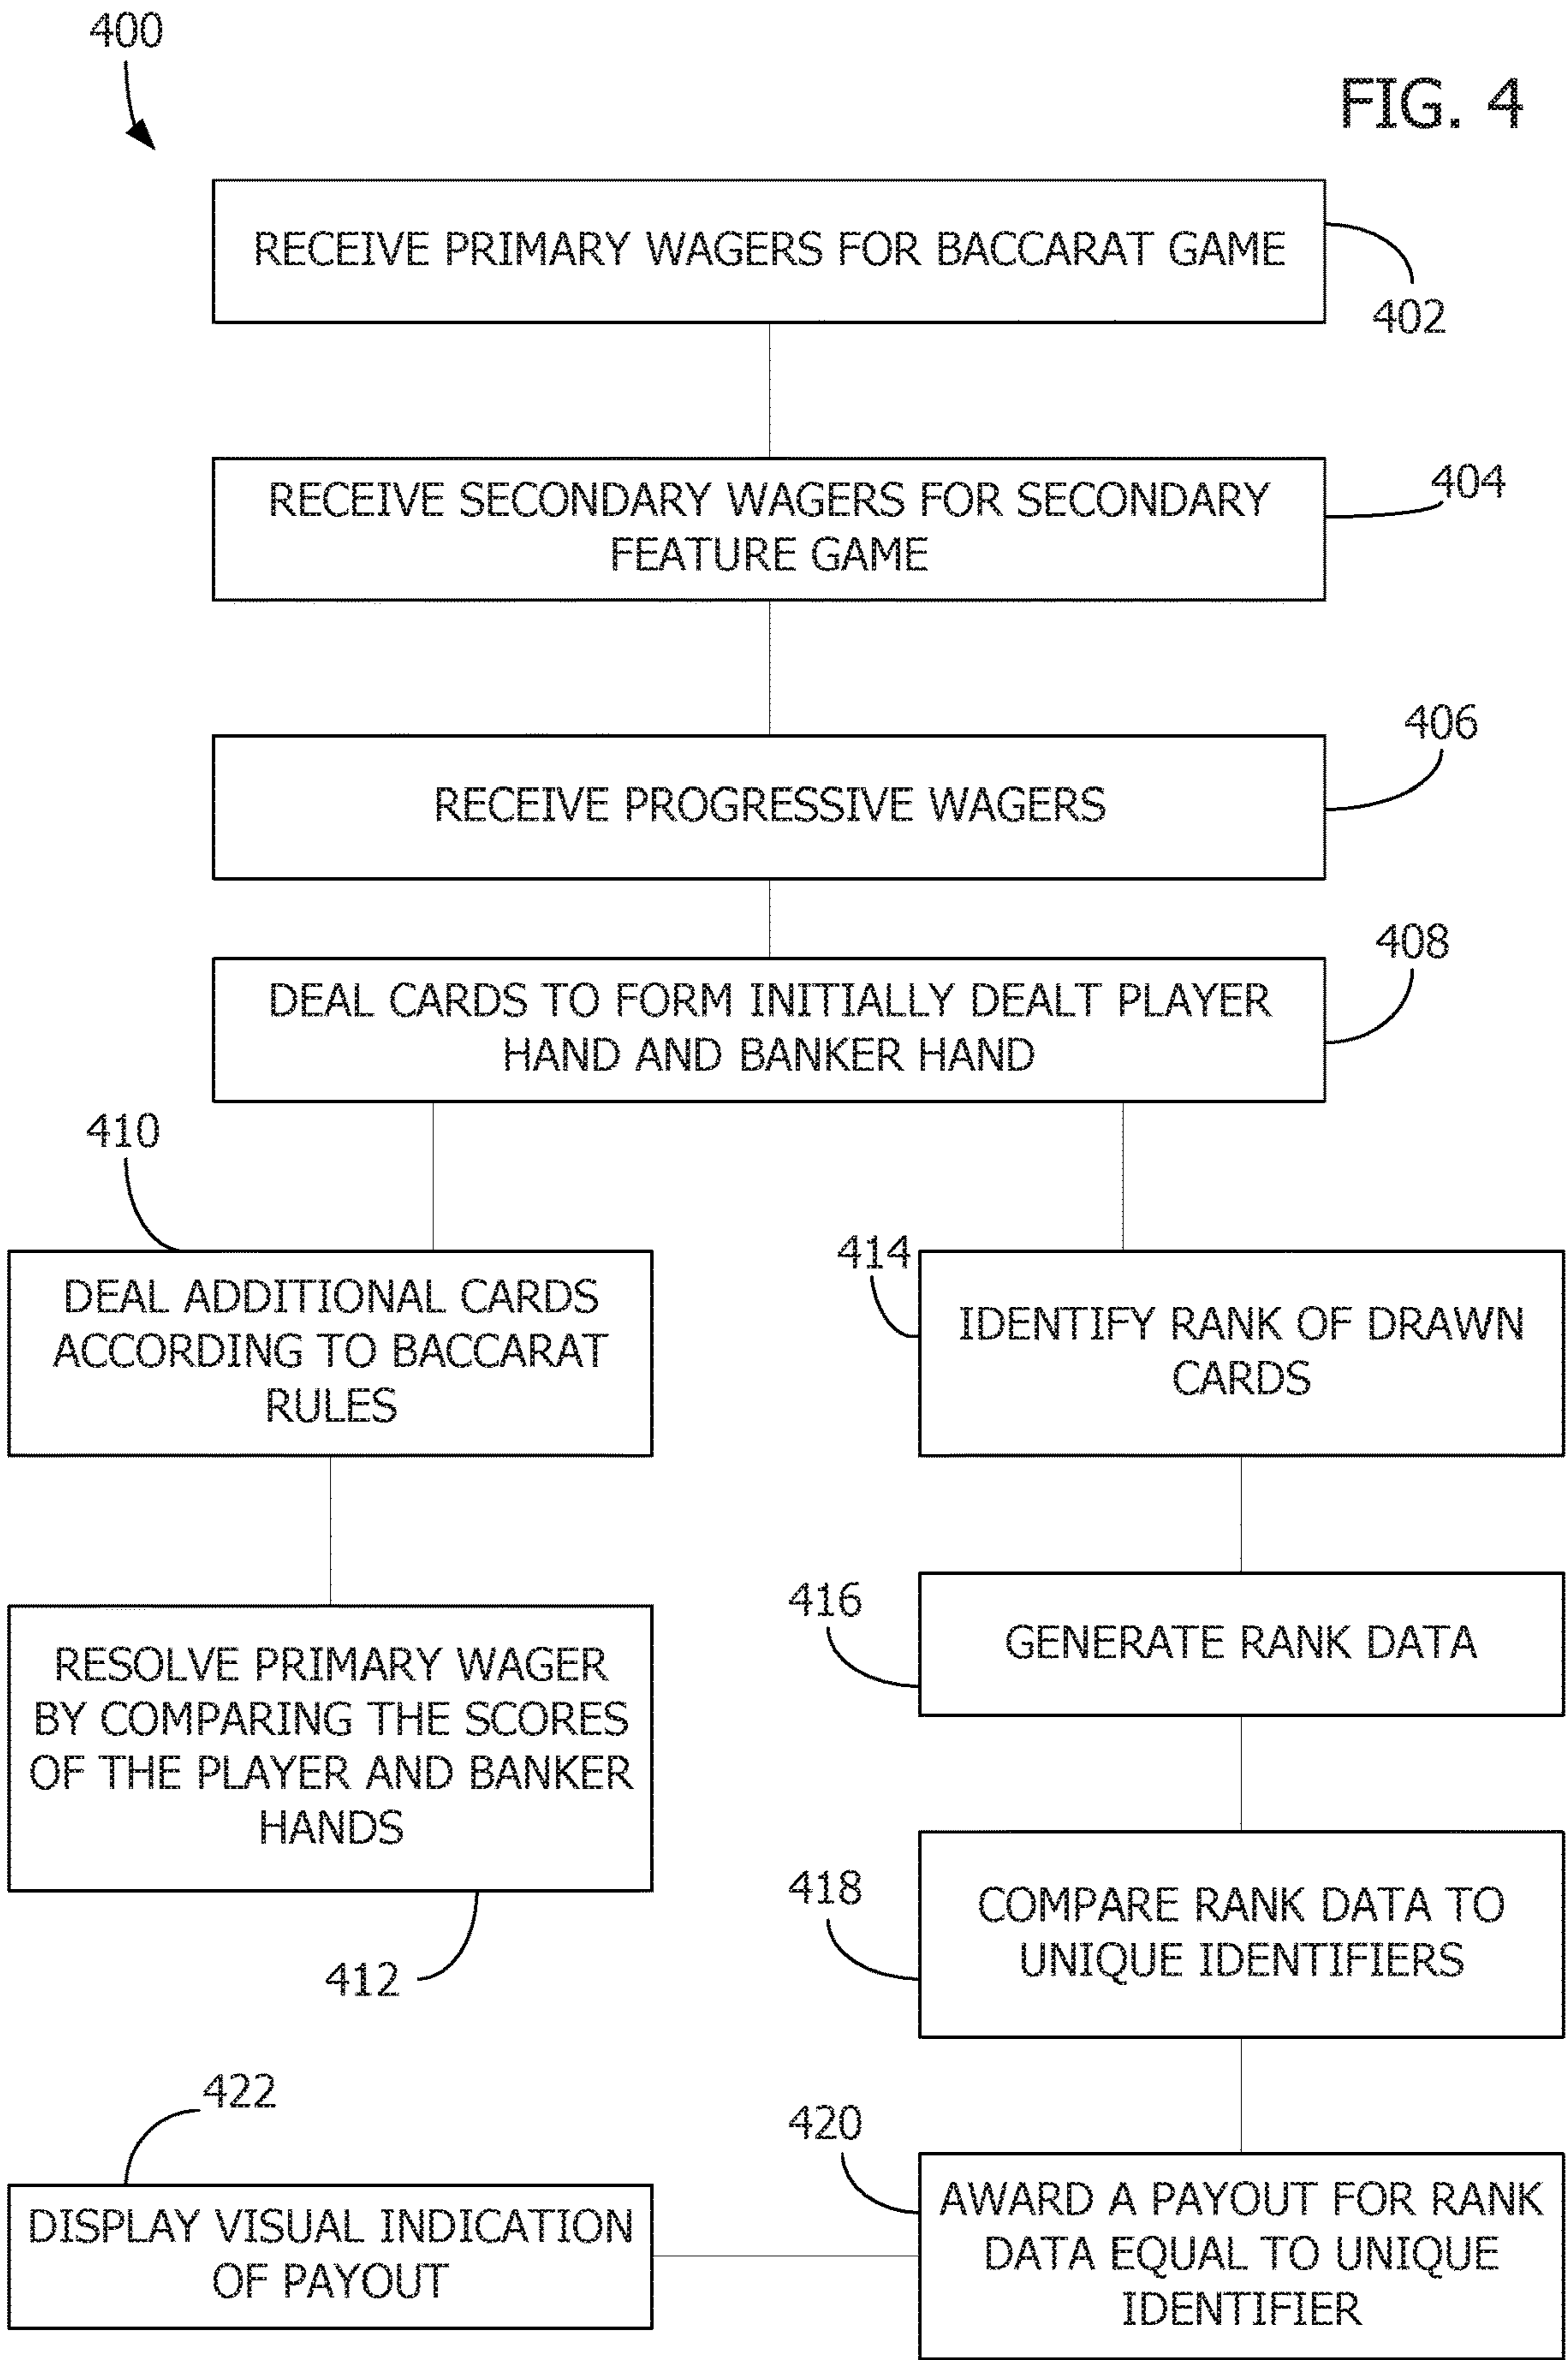 400
FIG. 4
RECEIVE PRIMARY WAGERS FOR BACCARAT GAME
402
RECEIVE SECONDARY WAGERS FOR SECONDARY
FEATURE GAME
404
406
RECEIVE PROGRESSIVE WAGERS
408
DEAL CARDS TO FORM INITIALLY DEALT PLAYER
HAND AND BANKER HAND
410
DEAL ADDITIONAL CARDS
ACCORDING TO BACCARAT
RULES
414
IDENTIFY RANK OF DRAWN
CARDS
RESOLVE PRIMARY WAGER
BY COMPARING THE SCORES
OF THE PLAYER AND BANKER
HANDS
412
416
GENERATE RANK DATA
418
COMPARE RANK DATA TO
UNIQUE IDENTIFIERS
422
DISPLAY VISUAL INDICATION
OF PAYOUT
420
AWARD A PAYOUT FOR RANK
DATA EQUAL TO UNIQUE
IDENTIFIER